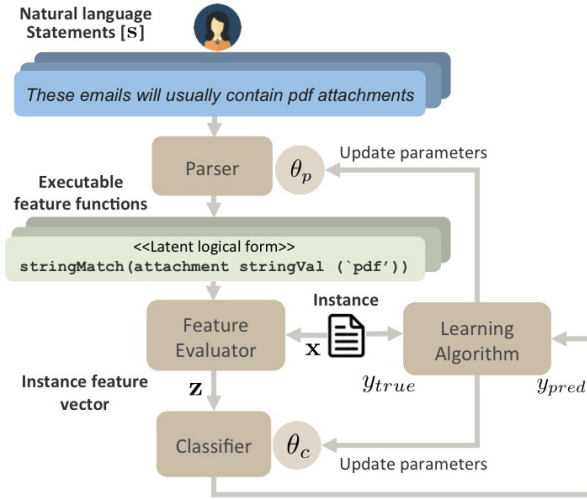 Natural language
Statements [s]
These emails will usually contain pdf attachments
Parser
θp
Update parameters
Executable
feature functions
<<Latent logical form>>
stringMatch(attachment stringVal (`pdf'))
Instance
Feature
Evaluator
x
Learning
Algorithm
Instance feature
vector
z
ytrue
ypred
Classifier
θc
Update parameters